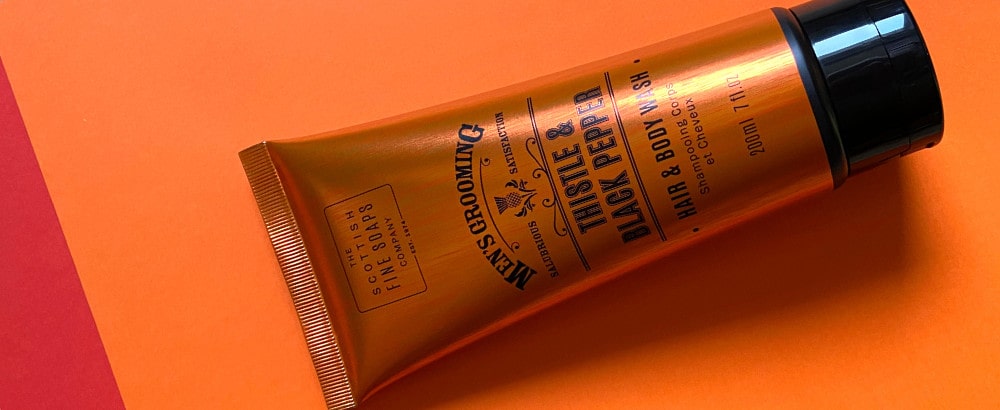 THE
SCOTTISH
FINE SOAPS
COMPANY
EST. 1974
MEN'S GROOMING
SALUBRIOUS SATISFACTION
THISTLE &
BLACK PEPPER
• HAIR & BODY WASH •
Shampooing Corps
et Cheveux
200ml 7 fl.oz